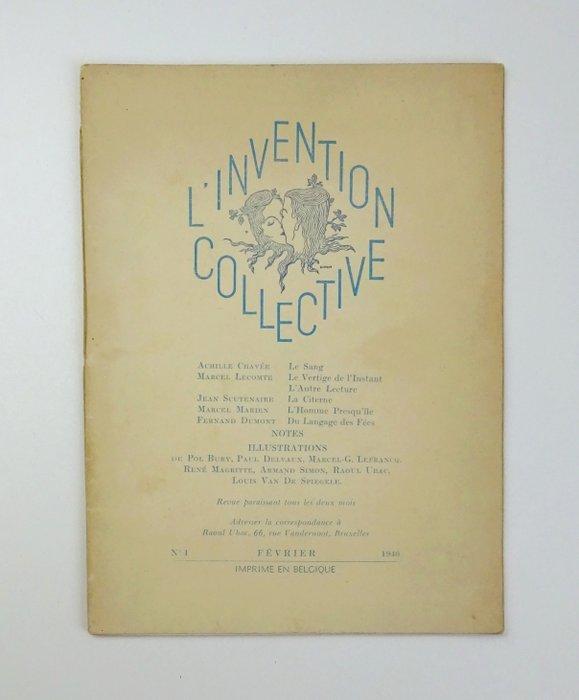 L'INVENTION
COLLECTIVE
ACHILLE CHAVÉE Le Sang
MARCEL LECOMTE Le Vertige de l'Instant
L'Autre Lecture
JEAN SCUTENAIRE La Citerne
MARCEL MARIEN L'Homme Presqu'île
FERNAND DUMONT Du Langage des Fées
NOTES
ILLUSTRATIONS
DE POL BURY, PAUL DELVAUX, MARCEL-G. LEFRANCQ,
RENÉ MAGRITTE, ARMAND SIMON, RAOUL UBAC,
LOUIS VAN DE SPIEGELE.
Revue paraissant tous les deux mois
Adresser la correspondance à
Raoul Ubac, 66, rue Vandernoot, Bruxelles
N° 1 FÉVRIER 1940
IMPRIME EN BELGIQUE